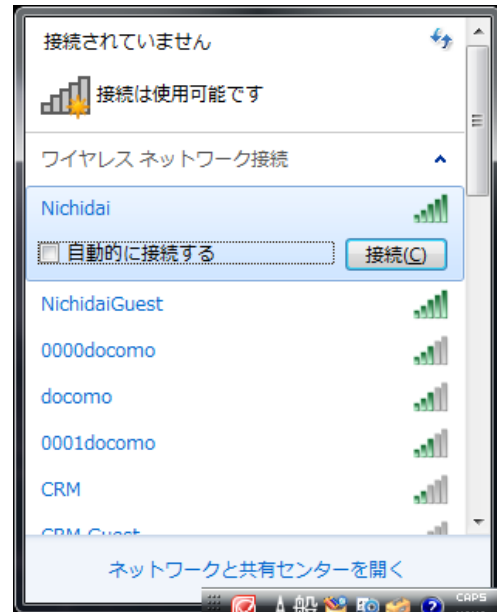 接続されていません
接続は使用可能です
ワイヤレス ネットワーク接続
Nichidai
自動的に接続する 接続(C)
NichidaiGuest
0000docomo
docomo
0001docomo
CRM
CRM Guest
ネットワークと共有センターを開く
A 般 CAPS